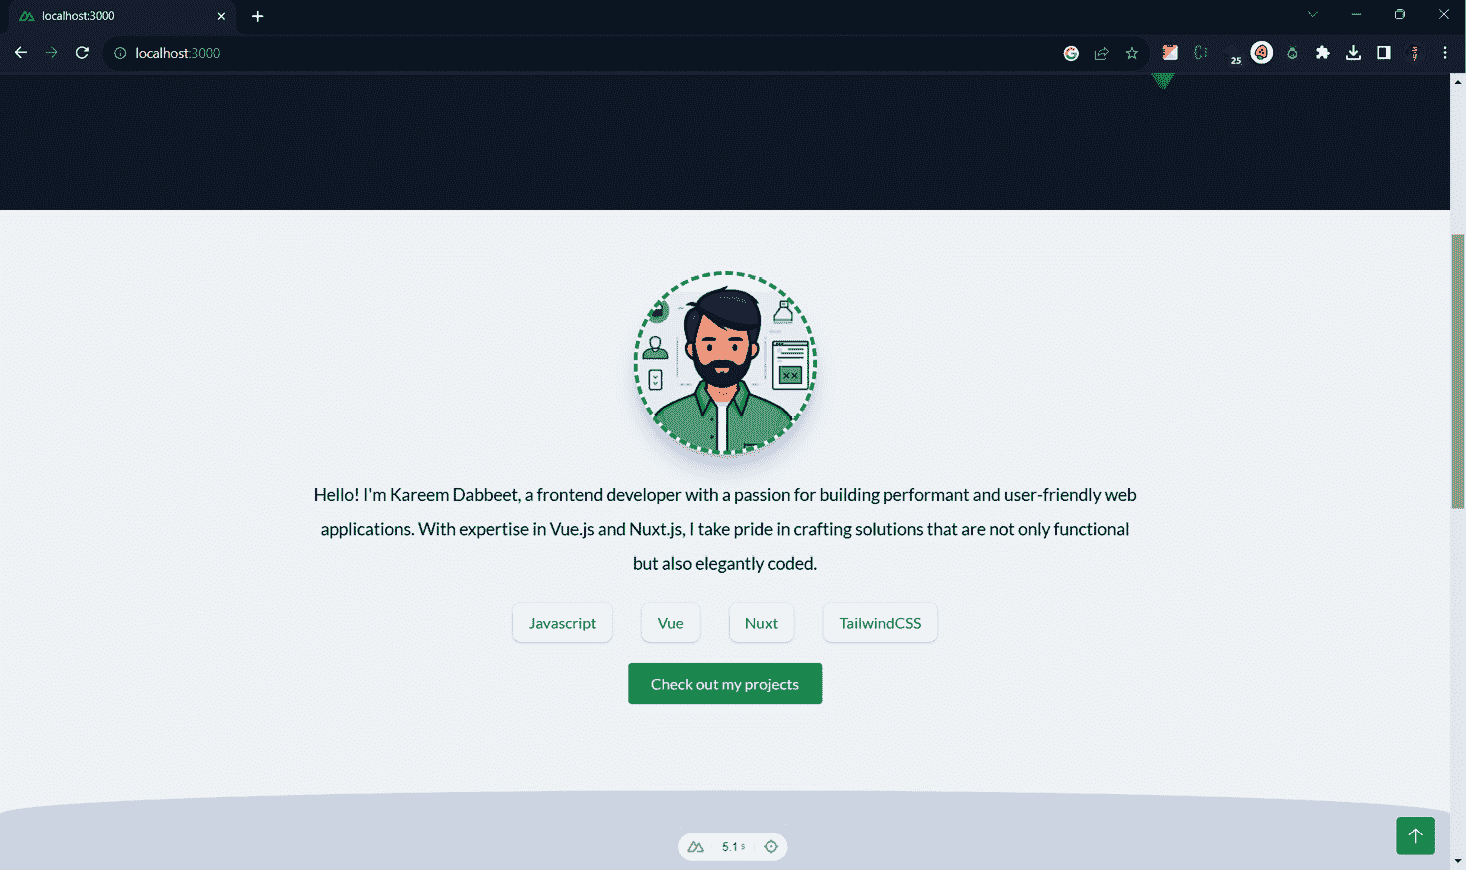 localhost:3000
localhost:3000
25
Hello! I'm Kareem Dabbeet, a frontend developer with a passion for building performant and user-friendly web
applications. With expertise in Vue.js and Nuxt.js, I take pride in crafting solutions that are not only functional
but also elegantly coded.
Javascript Vue Nuxt TailwindCSS
Check out my projects
5.1 s